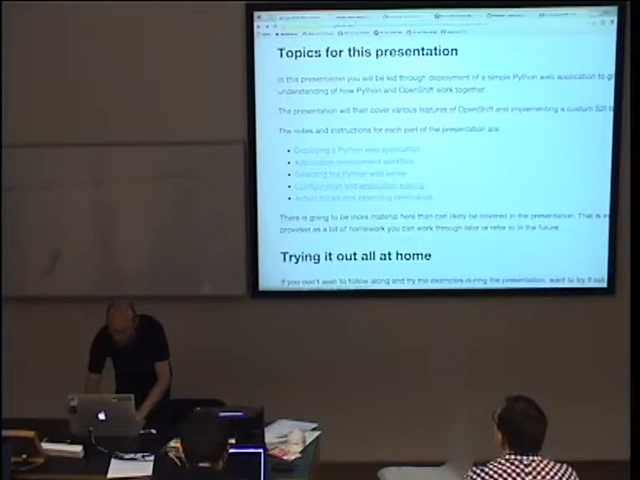 Topics for this presentation
In this presentation you will be led through deployment of a simple Python web application to
understanding of how Python and OpenShift work together.
The presentation will then cover various features of OpenShift and implementing a custom
The notes and instructions for each part of the presentation are:
Deploying a Python web application
Application development workflow
Selecting the Python web server
Configuration and application scaling
Action hooks and executing commands
There is going to be more material here than can likely be covered in the presentation. That is
provided as a bit of homework you can work through later or refer to in the future.
Trying it out all at home
If you don't wish to follow along and try the examples during the presentation, want to try it out